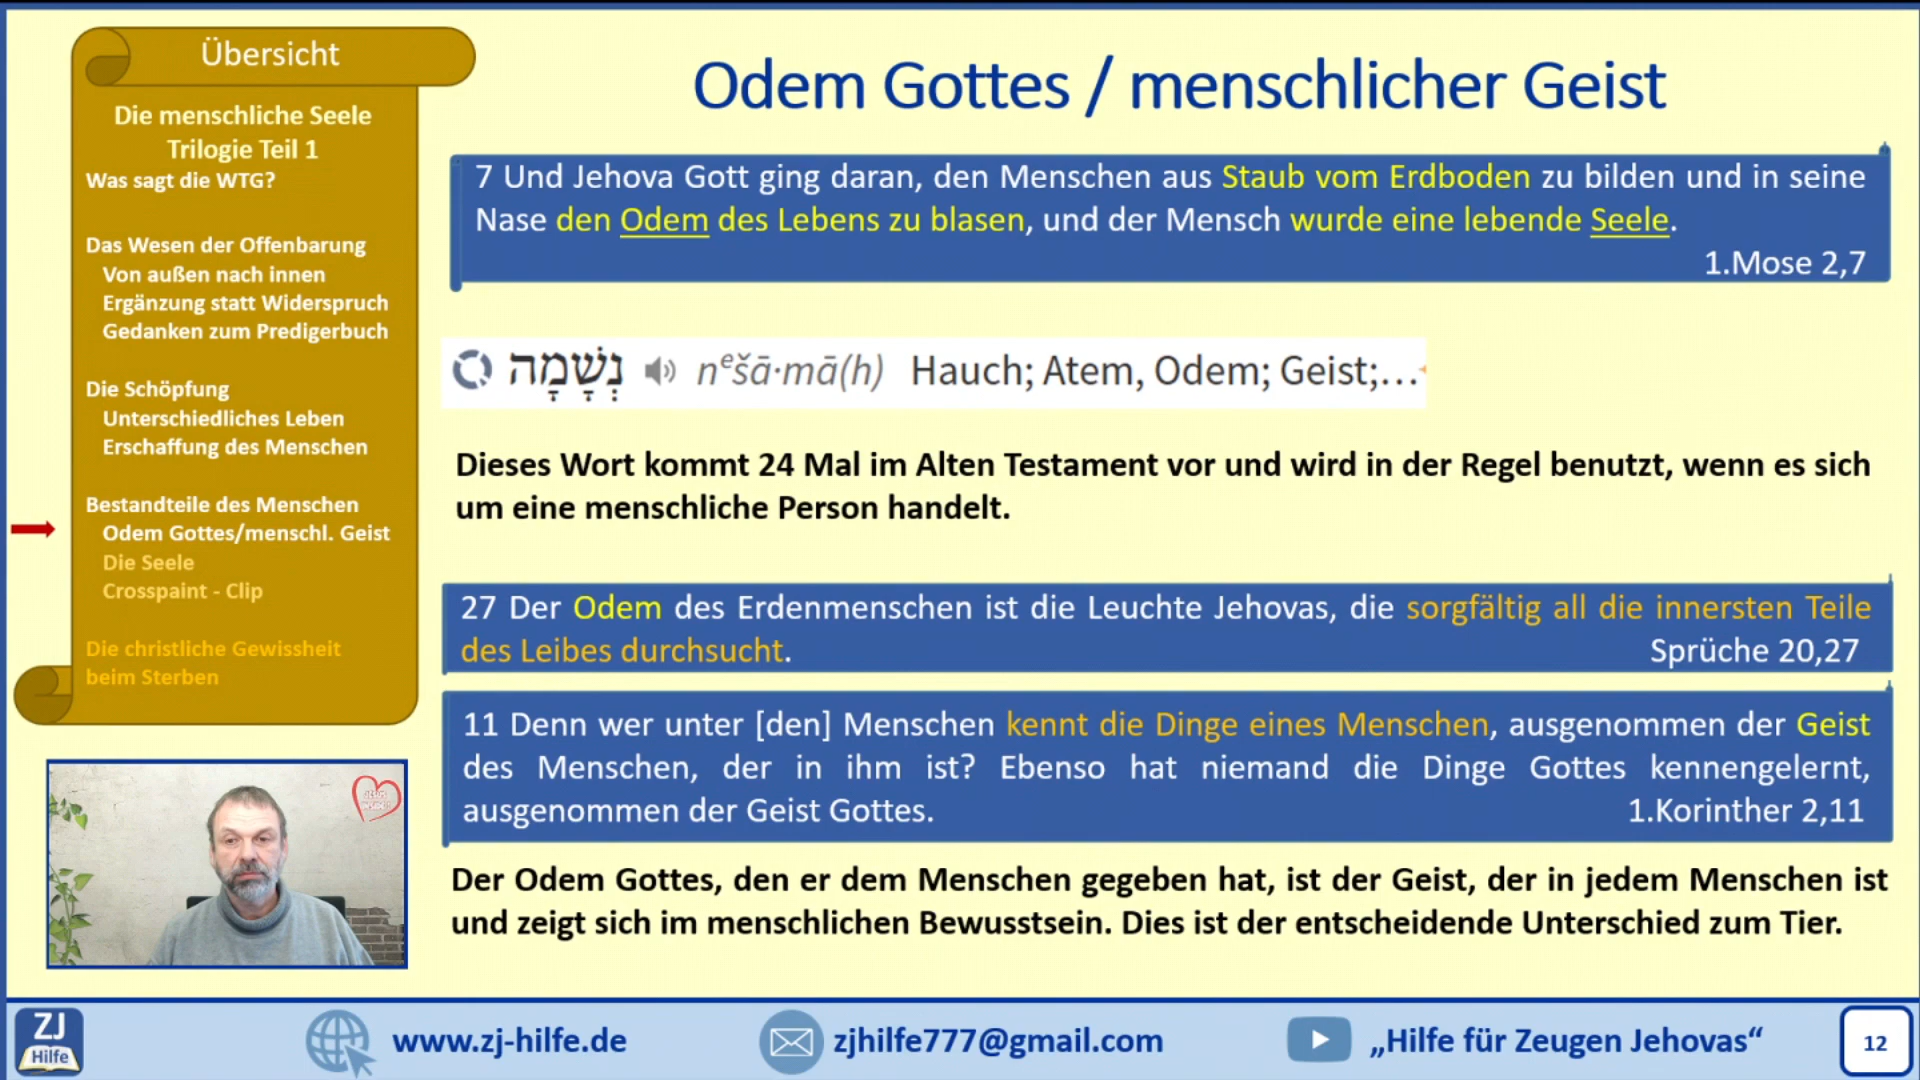 Übersicht
Die menschliche Seele
Trilogie Teil 1
Was sagt die WTG?
Das Wesen der Offenbarung
Von außen nach innen
Ergänzung statt Widerspruch
Gedanken zum Predigerbuch
Die Schöpfung
Unterschiedliches Leben
Erschaffung des Menschen
Bestandteile des Menschen
Odem Gottes/menschl. Geist
Die Seele
Crosspaint - Clip
Die christliche Gewissheit
beim Sterben
Odem Gottes / menschlicher Geist
7 Und Jehova Gott ging daran, den Menschen aus Staub vom Erdboden zu bilden und in seine
Nase den Odem des Lebens zu blasen, und der Mensch wurde eine lebende Seele.
1.Mose 2,7
נְשָׁמָה nᵉšā·mā(h) Hauch; Atem, Odem; Geist;…
Dieses Wort kommt 24 Mal im Alten Testament vor und wird in der Regel benutzt, wenn es sich
um eine menschliche Person handelt.
27 Der Odem des Erdenmenschen ist die Leuchte Jehovas, die sorgfältig all die innersten Teile
des Leibes durchsucht. Sprüche 20,27
11 Denn wer unter [den] Menschen kennt die Dinge eines Menschen, ausgenommen der Geist
des Menschen, der in ihm ist? Ebenso hat niemand die Dinge Gottes kennengelernt,
ausgenommen der Geist Gottes. 1.Korinther 2,11
Der Odem Gottes, den er dem Menschen gegeben hat, ist der Geist, der in jedem Menschen ist
und zeigt sich im menschlichen Bewusstsein. Dies ist der entscheidende Unterschied zum Tier.
JESUS
INSIDE!
ZJ
Hilfe
www.zj-hilfe.de
zjhilfe777@gmail.com
„Hilfe für Zeugen Jehovas“
12